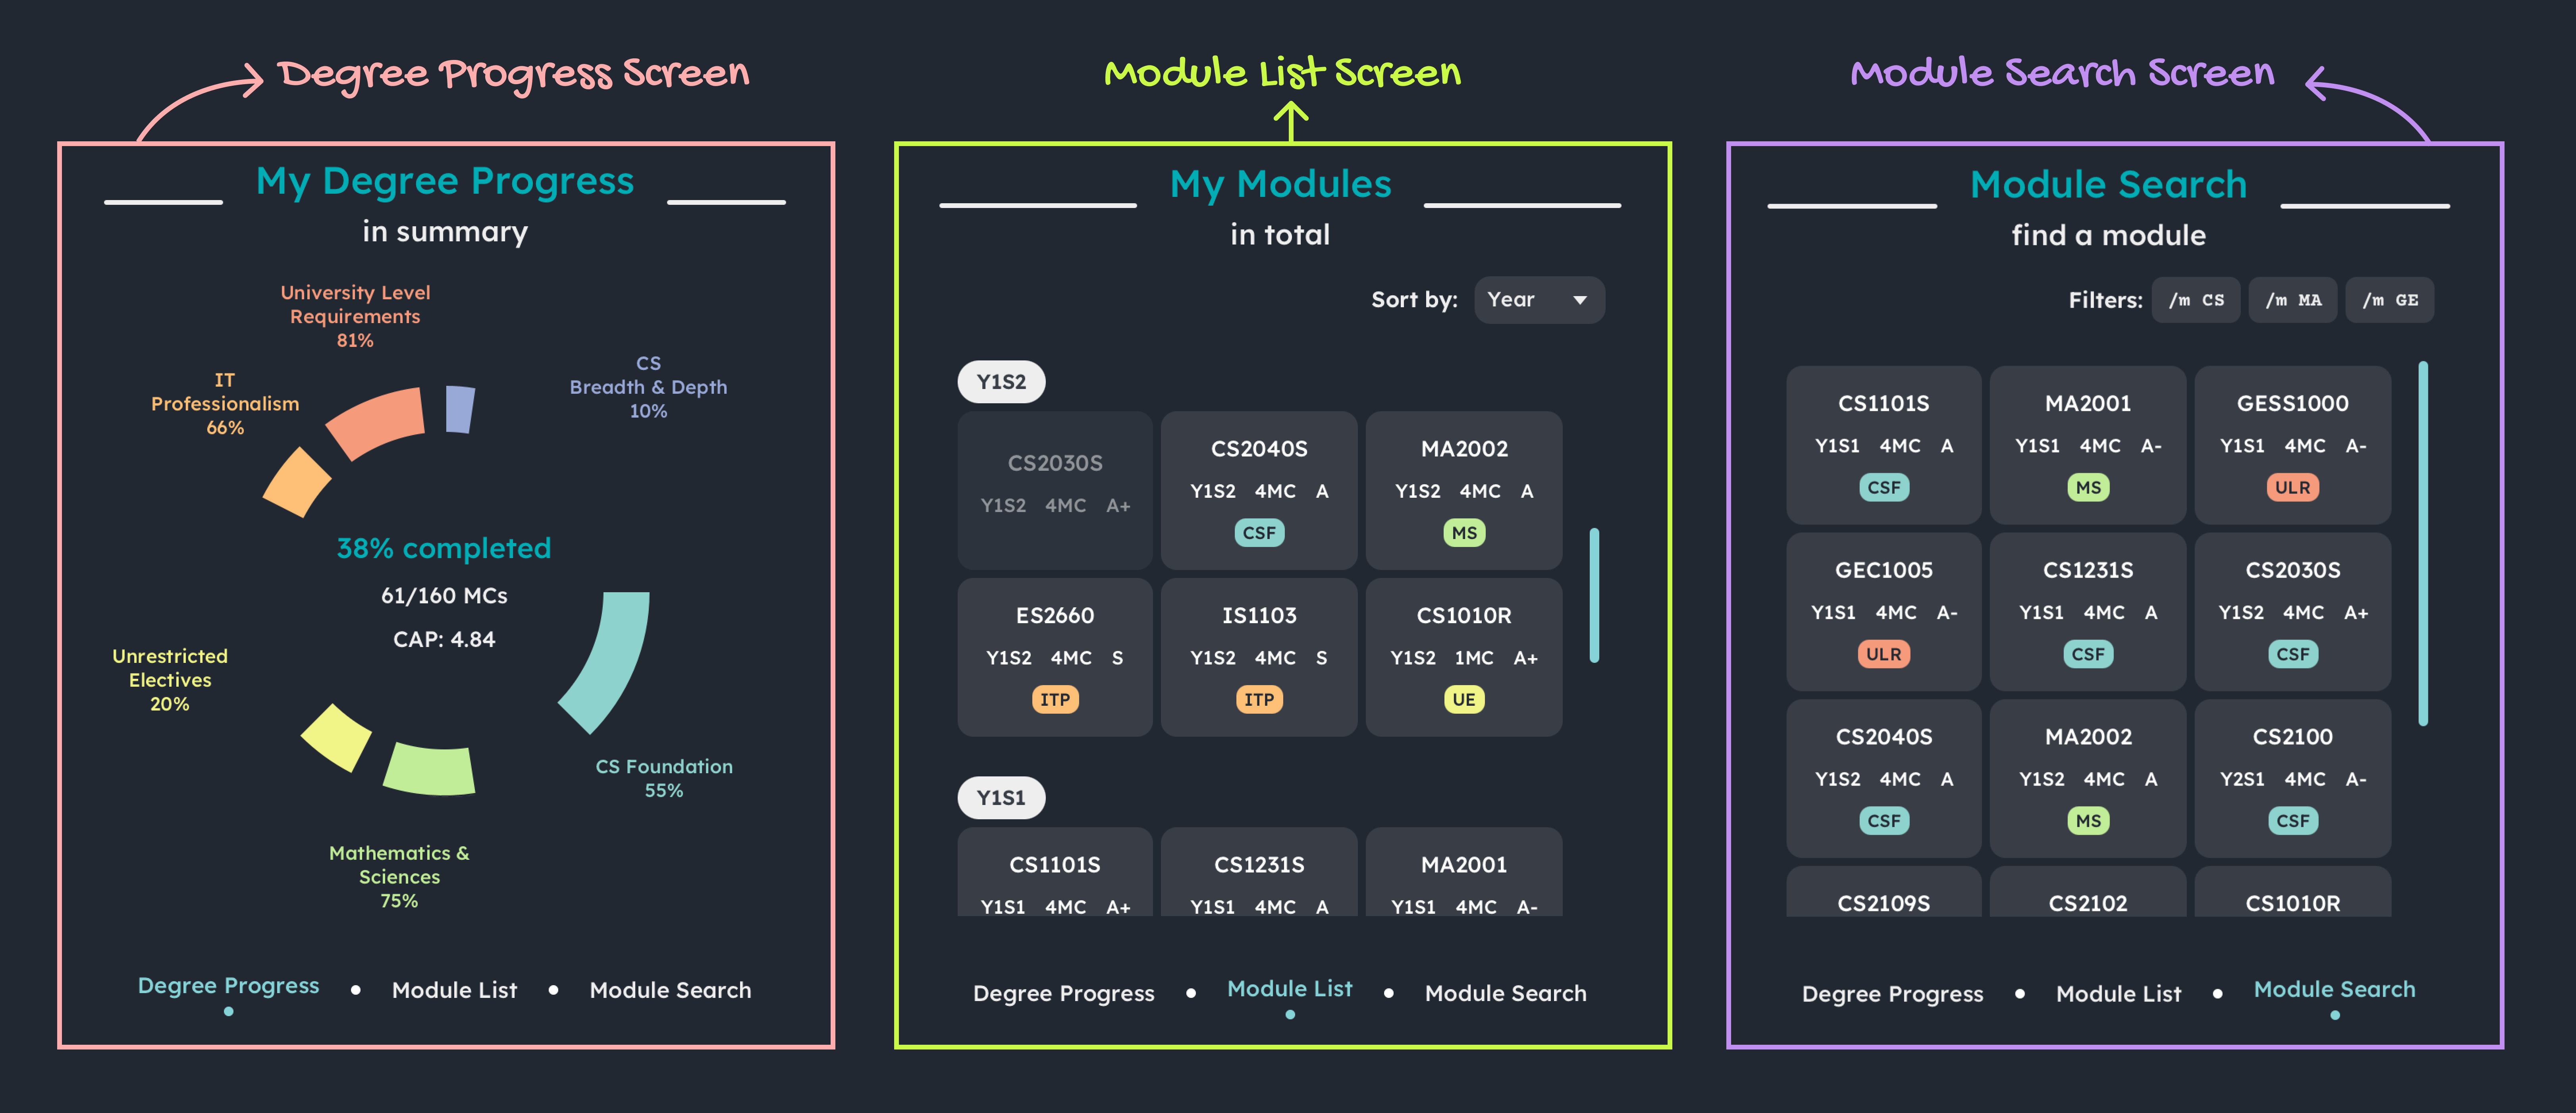 Degree Progress Screen
My Degree Progress
in summary
University Level
Requirements
81%
CS
Breadth & Depth
10%
IT
Professionalism
66%
38% completed
61/160 MCs
CAP: 4.84
Unrestricted
Electives
20%
CS Foundation
55%
Mathematics &
Sciences
75%
Degree Progress • Module List • Module Search
Module List Screen
My Modules
in total
Sort by: Year
Y1S2
CS2030S
Y1S2 4MC A+
CS2040S
Y1S2 4MC A
CSF
MA2002
Y1S2 4MC A
MS
ES2660
Y1S2 4MC S
ITP
IS1103
Y1S2 4MC S
ITP
CS1010R
Y1S2 1MC A+
UE
Y1S1
CS1101S
Y1S1 4MC A+
CS1231S
Y1S1 4MC A
MA2001
Y1S1 4MC A-
Degree Progress • Module List • Module Search
Module Search Screen
Module Search
find a module
Filters: /m CS /m MA /m GE
CS1101S
Y1S1 4MC A
CSF
MA2001
Y1S1 4MC A-
MS
GESS1000
Y1S1 4MC A-
ULR
GEC1005
Y1S1 4MC A-
ULR
CS1231S
Y1S1 4MC A
CSF
CS2030S
Y1S2 4MC A+
CSF
CS2040S
Y1S2 4MC A
CSF
MA2002
Y1S2 4MC A
MS
CS2100
Y2S1 4MC A-
CSF
CS2109S
CS2102
CS1010R
Degree Progress • Module List • Module Search